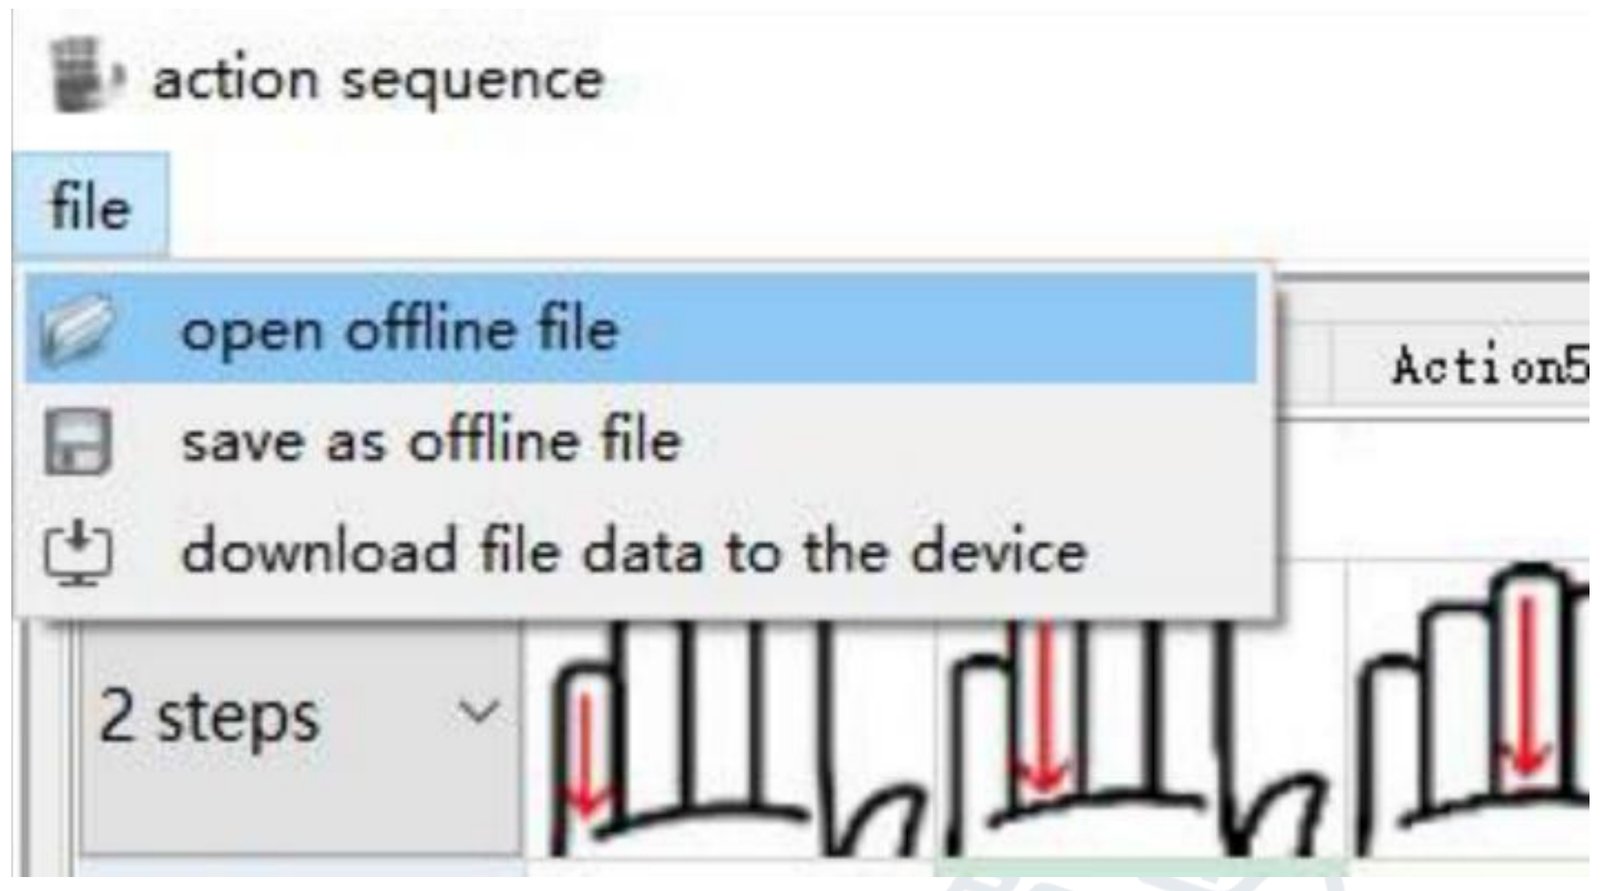 action sequence
file
open offline file
Action5
save as offline file
download file data to the device
2 steps